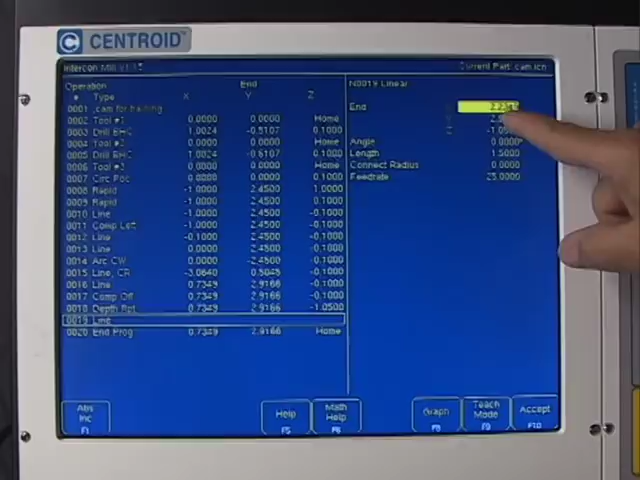 CENTROID
Intercon Mill v1.15 Current Part: cam.icn
Operation End
# Type X Y Z
0001 ,cam for training
0002 Tool #1 0.0000 0.0000 Home
0003 Drill BHC 1.0024 -0.5107 0.1000
0004 Tool #2 0.0000 0.0000 Home
0005 Drill BHC 1.0024 -0.5107 0.1000
0006 Tool #3 0.0000 0.0000 Home
0007 Circ Poc 0.0000 0.0000 0.1000
0008 Rapid -1.0000 2.4500 1.0000
0009 Rapid -1.0000 2.4500 0.1000
0010 Line -1.0000 2.4500 -0.1000
0011 Comp Left -1.0000 2.4500 -0.1000
0012 Line -0.1000 2.4500 -0.1000
0013 Line 0.0000 2.4500 -0.1000
0014 Arc CW 0.0000 -2.4500 -0.1000
0015 Line, CR -3.0640 0.5045 -0.1000
0016 Line 0.7349 2.9166 -0.1000
0017 Comp Off 0.7349 2.9166 -0.1000
0018 Depth Rpt 0.7349 2.9166 -1.0500
0019 Line
0020 End Prog 0.7349 2.9166 Home
N0019 Linear
End
Angle 0.0000°
Length 1.5000
Connect Radius 0.0000
Feedrate 25.0000
Abs
Inc
F1
Help
F5
Math
Help
F6
Graph
F8
Teach
Mode
F9
Accept
F10